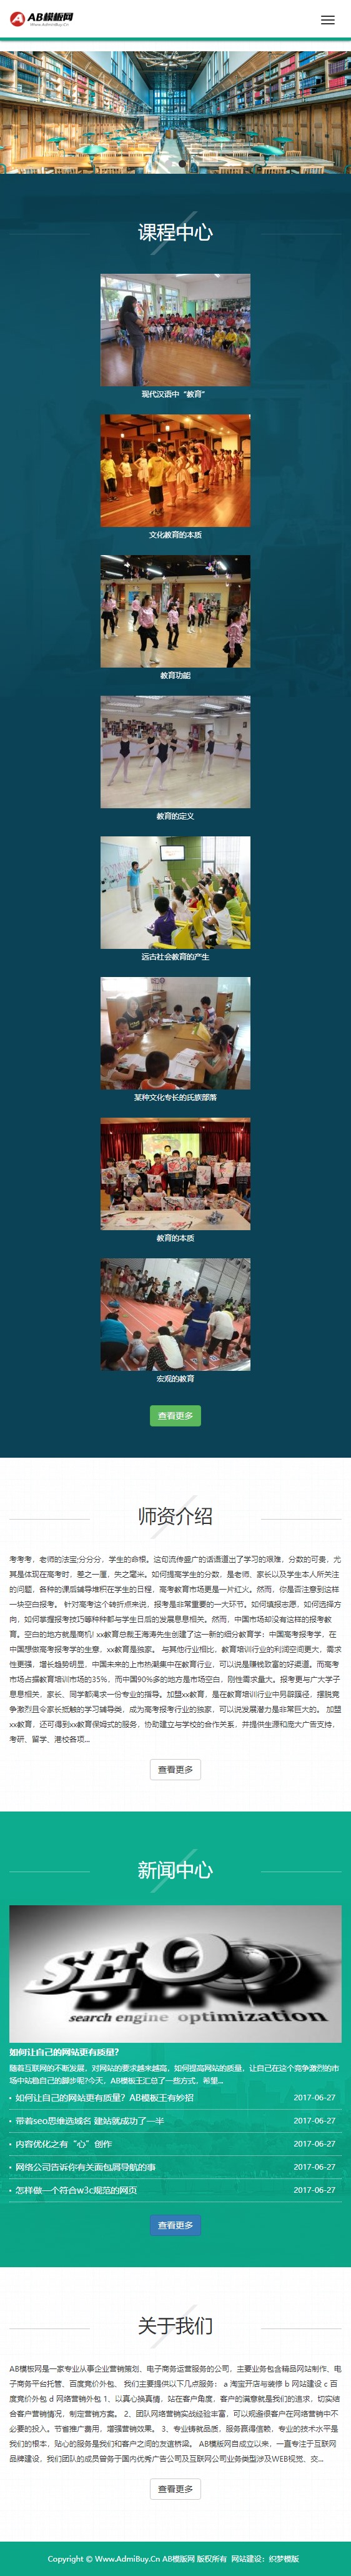 AB模板网
Www.AdmiBuy.Cn
课程中心
现代汉语中“教育”
文化教育的本质
教育功能
教育的定义
远古社会教育的产生
某种文化专长的氏族部落
教育的本质
宏观的教育
查看更多
师资介绍
考考考，老师的法宝;分分分，学生的命根。这句流传盛广的话语道出了学习的艰难，分数的可贵，尤
其是体现在高考时，差之一厘，失之毫米。如何提高学生的分数，是老师、家长以及学生本人所关注
的问题，各种的课后辅导堆积在学生的日程，高考教育市场更是一片红火。然而，你是否注意到这样
一块空白报考。 针对高考这个转折点来说，报考是非常重要的一大环节。如何填报志愿、如何选择方
向，如何掌握报考技巧等种种都与学生日后的发展息息相关。然而，中国市场却没有这样的报考教
育。空白的地方就是商机! xx教育总裁王海涛先生创建了这一新的细分教育学：中国高考报考学，在
中国想做高考报考学的生意，xx教育是独家。 与其他行业相比，教育培训行业的利润空间更大，需求
性更强，增长趋势明显，中国未来的上市热潮集中在教育行业，可以说是赚钱致富的好渠道。而高考
市场占据教育培训市场的35%，而中国90%多的地方是市场空白，刚性需求量大。报考更与广大学子
息息相关，家长、同学都渴求一份专业的指导。加盟xx教育，是在教育培训行业中另辟蹊径，摆脱竞
争激烈且令家长抵触的学习辅导类，成为高考报考行业的独家，可以说发展潜力是非常巨大的。 加盟
xx教育，还可得到xx教育保姆式的服务，协助建立与学校的合作关系，并提供生源和庞大广告支持，
考研、留学、港校各项...
查看更多
新闻中心
SEO
search engine optimization
如何让自己的网站更有质量？
随着互联网的不断发展，对网站的要求越来越高，如何提高网站的质量，让自己在这个竞争激烈的市
场中站稳自己的脚步呢?今天，AB模板王汇总了一些方式，希望...
• 如何让自己的网站更有质量？AB模板王有妙招 2017-06-27
• 带着seo思维选域名 建站就成功了一半 2017-06-27
• 内容优化之有“心”创作 2017-06-27
• 网络公司告诉你有关面包屑导航的事 2017-06-27
• 怎样做一个符合w3c规范的网页 2017-06-27
查看更多
关于我们
AB模板网是一家专业从事企业营销策划、电子商务运营服务的公司，主要业务包含精品网站制作、电
子商务平台托管、百度竞价外包、 我们主要提供以下几点服务： a 淘宝开店与装修 b 网站建设 c 百
度竞价外包 d 网络营销外包 1、以真心换真情，站在客户角度，客户的满意就是我们的追求，切实结
合客户营销情况，制定营销方案。 2、团队网络营销实战经验丰富，可以规避很客户在网络营销中不
必要的投入。节省推广费用，增强营销效果。 3、专业铸就品质，服务赢得信赖，专业的技术水平是
我们的根本，贴心的服务是我们和客户之间的友谊桥梁。 AB模版网自成立以来，一直专注于互联网
品牌建设，我们团队的成员曾务于国内优秀广告公司及互联网公司业务类型涉及WEB视觉、交...
查看更多
Copyright © Www.AdmiBuy.Cn AB模版网 版权所有 网站建设：织梦模版